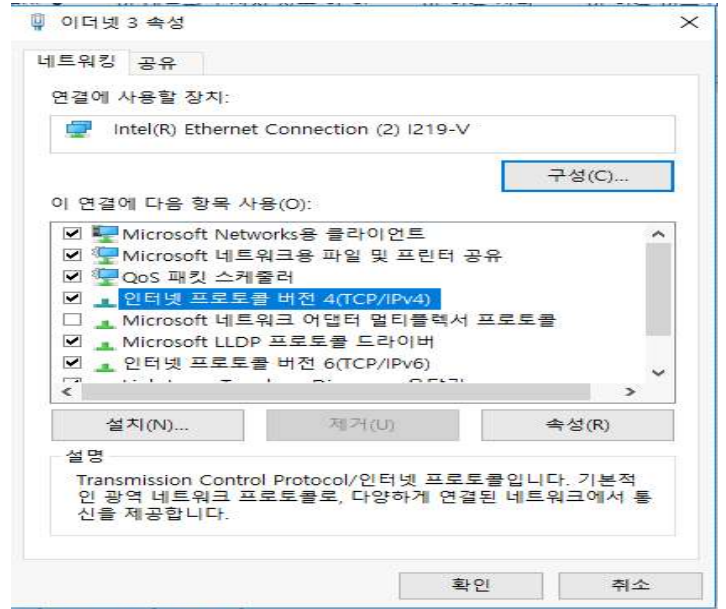 이더넷 3 속성
네트워킹 공유
연결에 사용할 장치:
Intel(R) Ethernet Connection (2) I219-V
구성(C)...
이 연결에 다음 항목 사용(O):
Microsoft Networks용 클라이언트
Microsoft 네트워크용 파일 및 프린터 공유
QoS 패킷 스케줄러
인터넷 프로토콜 버전 4(TCP/IPv4)
Microsoft 네트워크 어댑터 멀티플렉서 프로토콜
Microsoft LLDP 프로토콜 드라이버
인터넷 프로토콜 버전 6(TCP/IPv6)
설치(N)... 제거(U) 속성(R)
설명
Transmission Control Protocol/인터넷 프로토콜입니다. 기본적
인 광역 네트워크 프로토콜로, 다양하게 연결된 네트워크에서 통
신을 제공합니다.
확인 취소